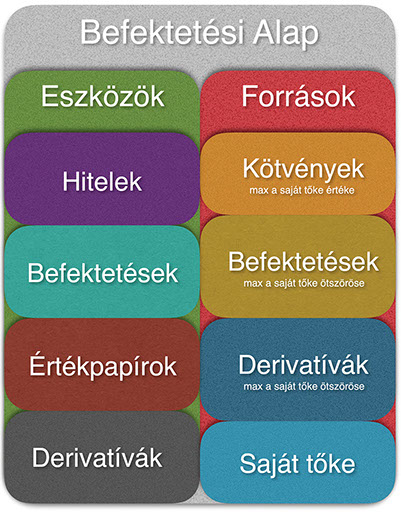 Befektetési Alap
Eszközök
Források
Hitelek
Kötvények
max a saját tőke értéke
Befektetések
Befektetések
max a saját tőke ötszöröse
Értékpapírok
Derivatívák
max a saját tőke ötszöröse
Derivatívák
Saját tőke